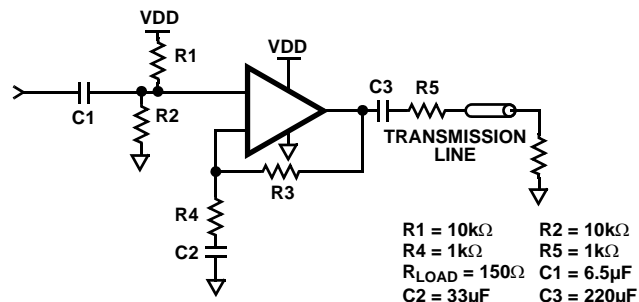 VDD
R1
VDD
C3
R5
C1
R2
TRANSMISSION
LINE
R3
R4
C2
R1 = 10kΩ R2 = 10kΩ
R4 = 1kΩ R5 = 1kΩ
RLOAD = 150Ω C1 = 6.5µF
C2 = 33µF C3 = 220µF